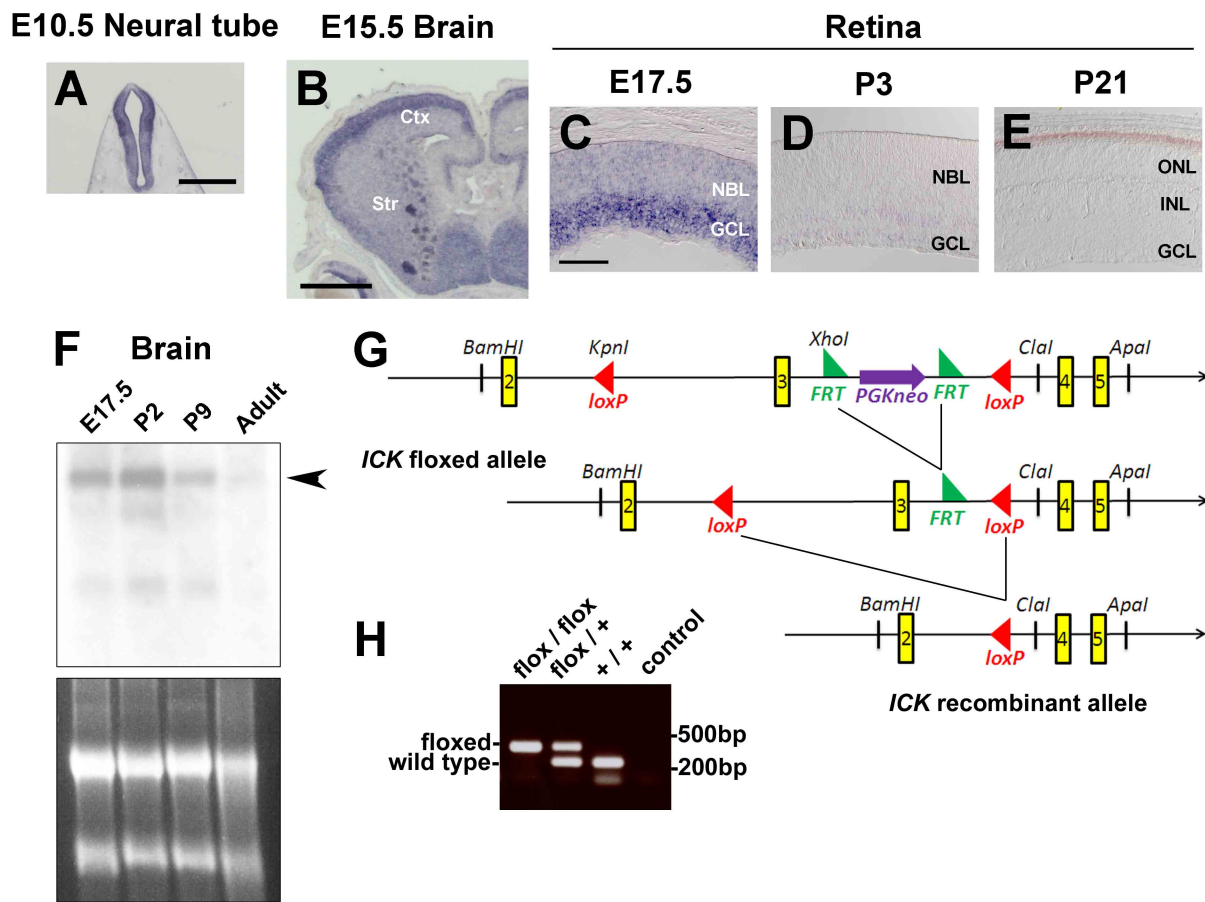 E10.5 Neural tube
E15.5 Brain
Retina
E17.5
P3
P21
A
B
Ctx
Str
C
NBL
GCL
D
NBL
GCL
E
ONL
INL
GCL
F
Brain
E17.5
P2
P9
Adult
G
BamHI
KpnI
XhoI
ClaI
ApaI
2
3
4
5
loxP
FRT
PGKneo
FRT
loxP
ICK floxed allele
BamHI
ClaI
ApaI
2
3
4
5
loxP
FRT
loxP
BamHI
ClaI
ApaI
2
4
5
loxP
ICK recombinant allele
H
flox / flox
flox / +
+ / +
control
floxed-
wild type-
-500bp
-200bp